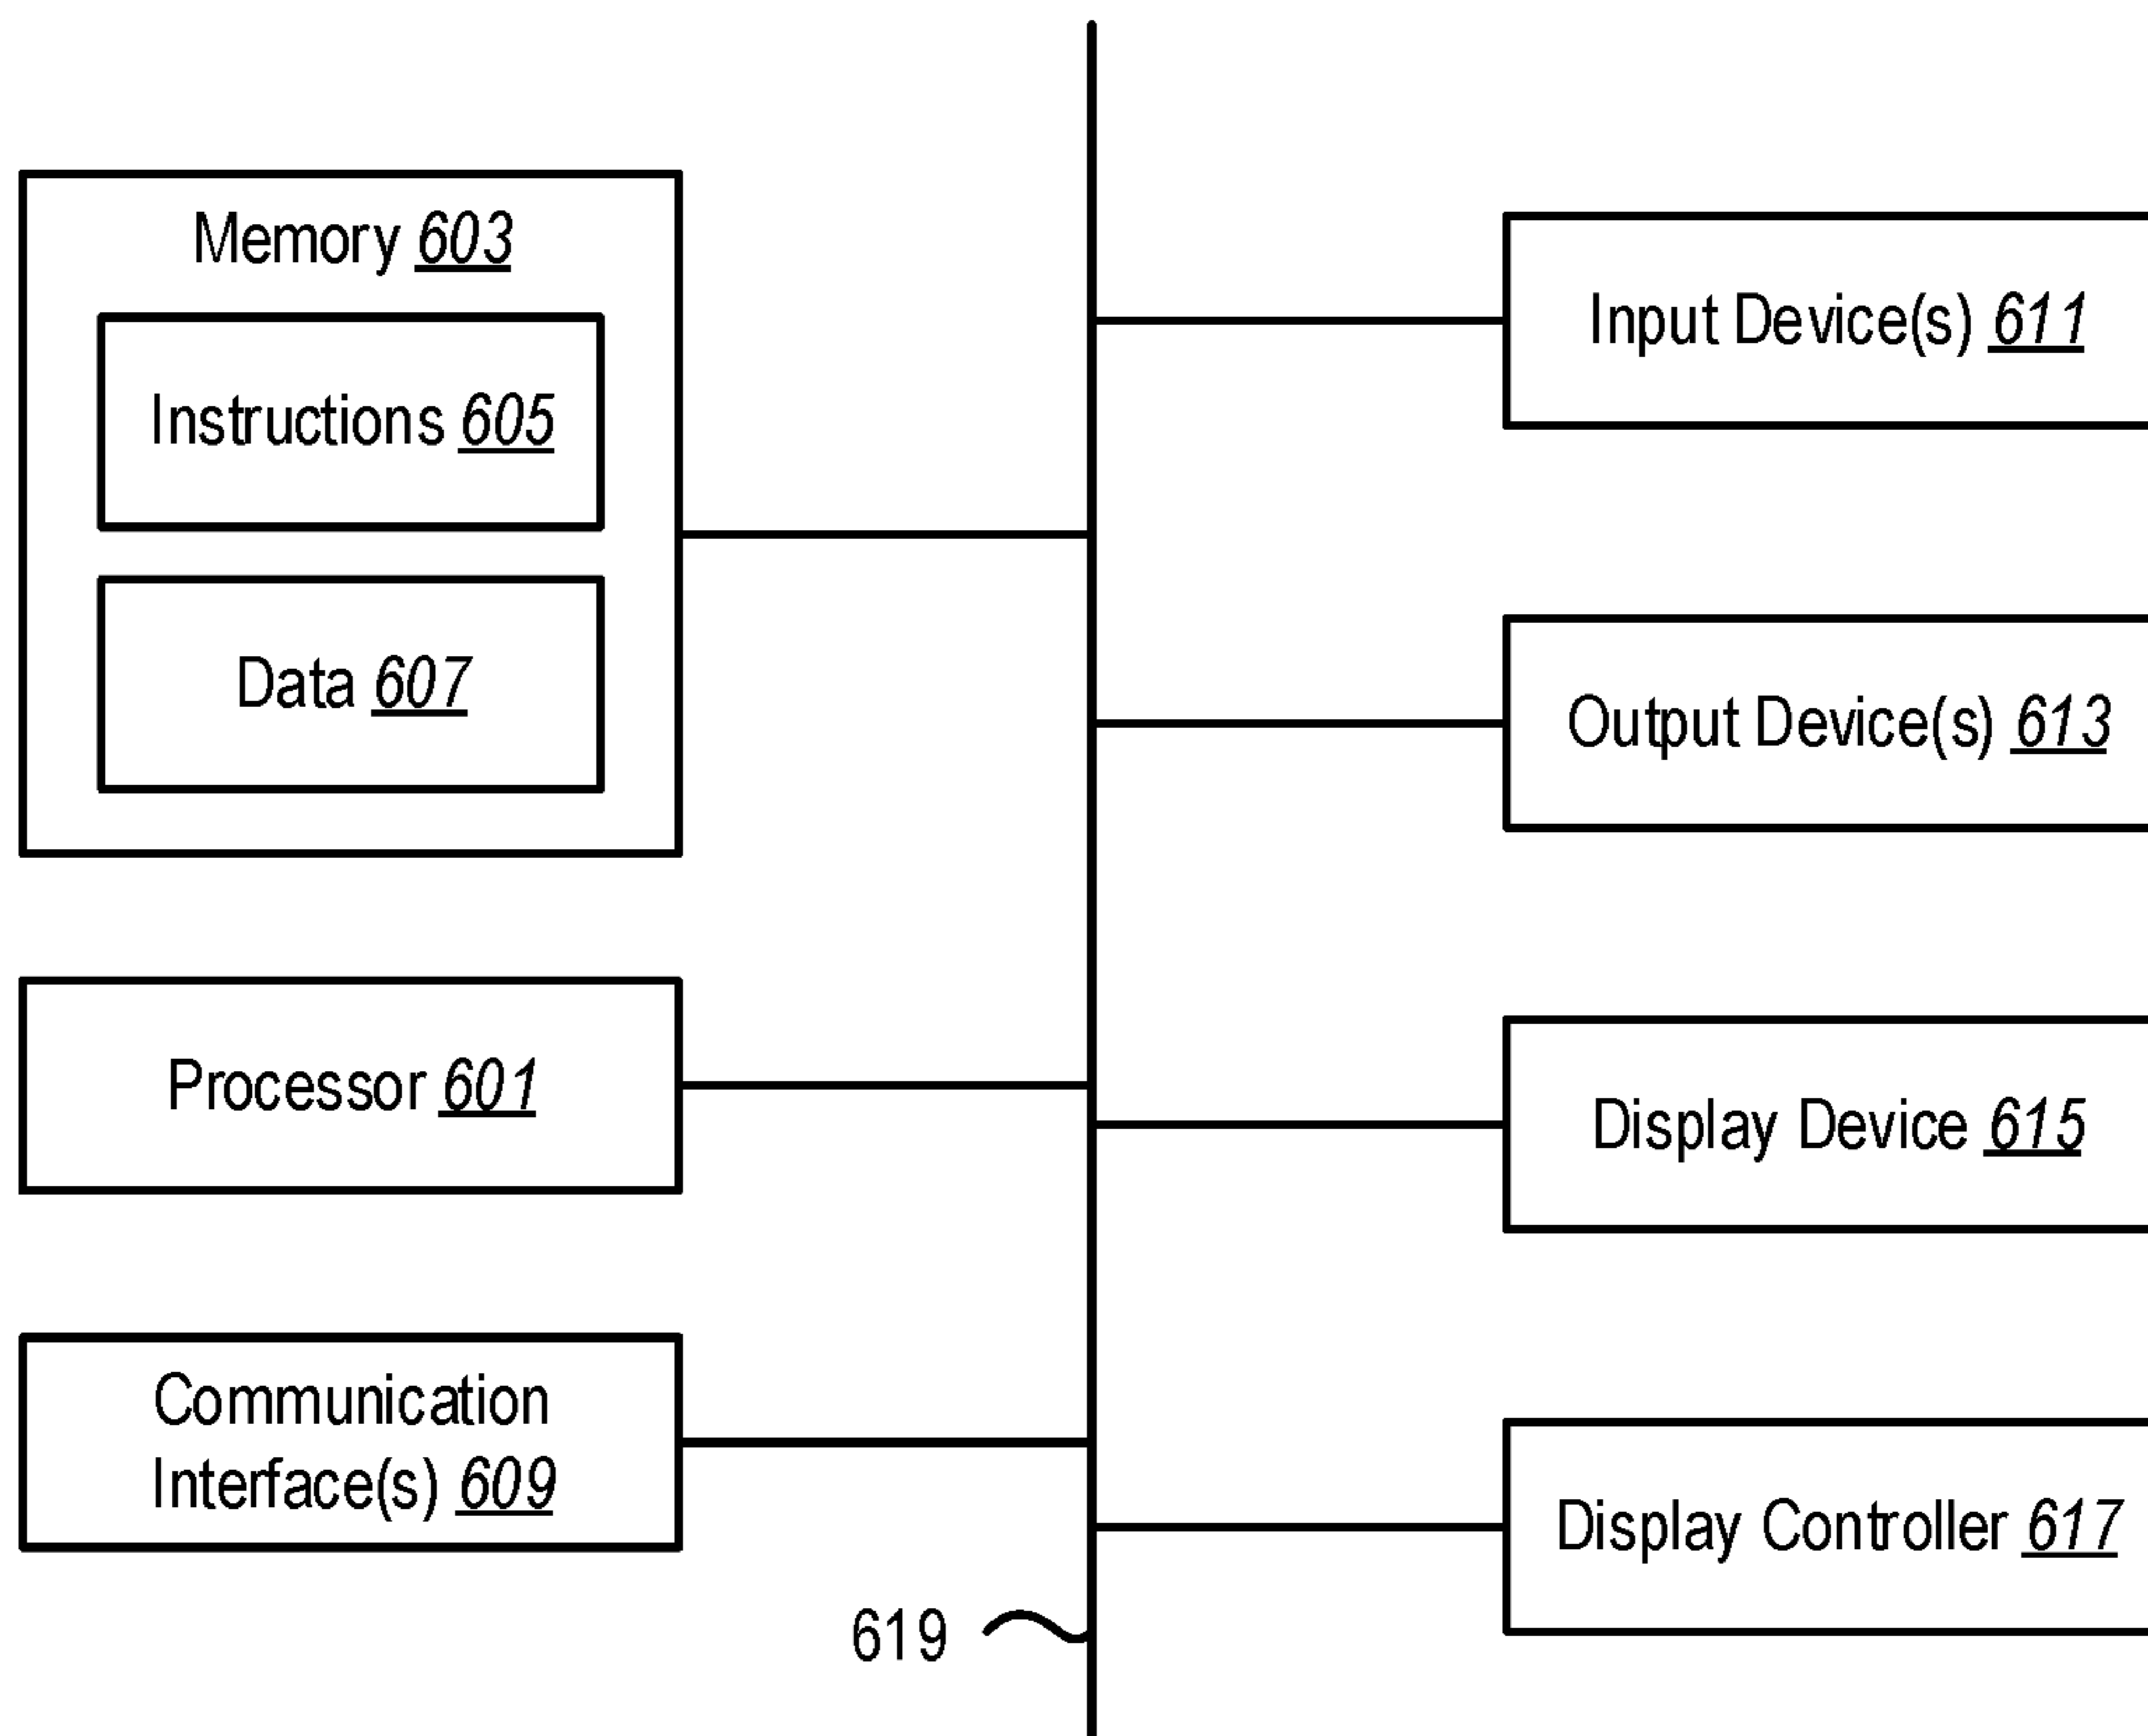 Memory 603
Instructions 605
Data 607
Processor 601
Communication
Interface(s) 609
Input Device(s) 611
Output Device(s) 613
Display Device 615
Display Controller 617
619